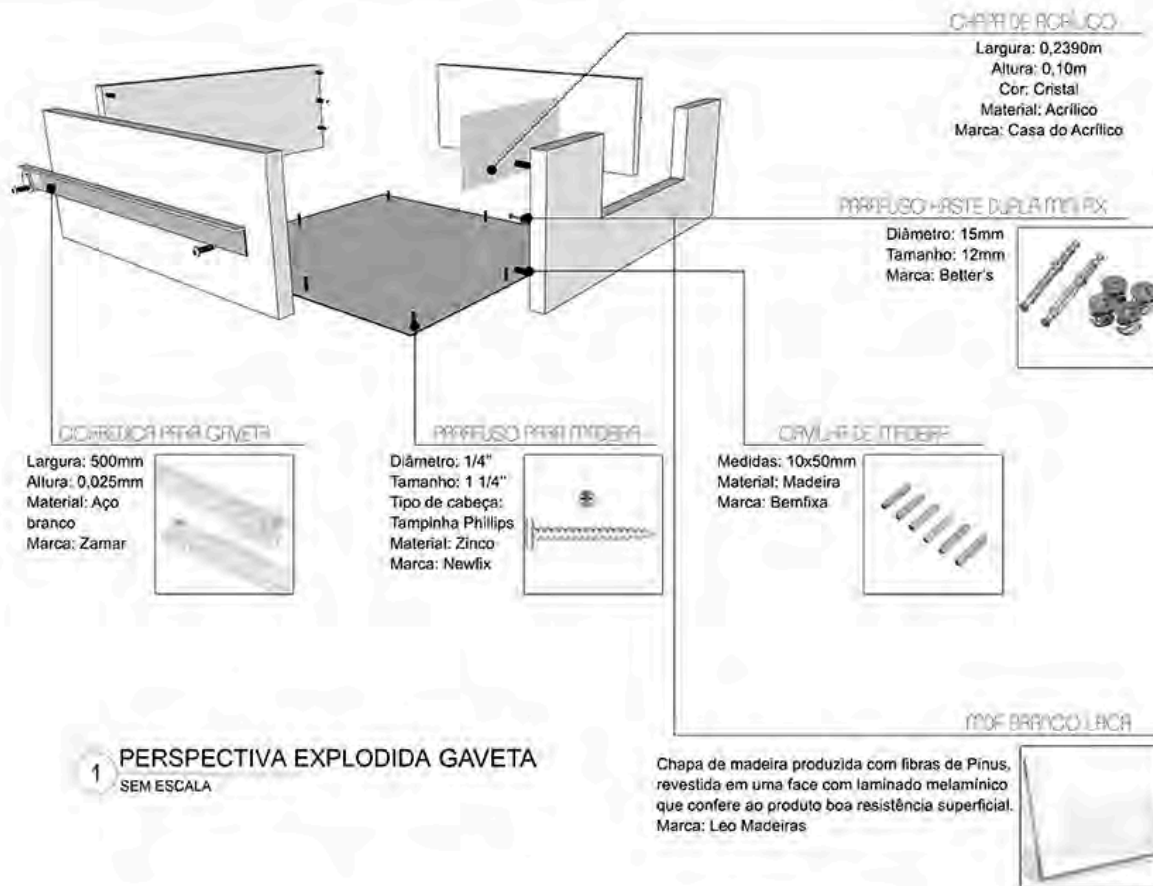 CHAPA DE ACRÍLICO
Largura: 0,2390m
Altura: 0,10m
Cor: Cristal
Material: Acrílico
Marca: Casa do Acrílico
PARAFUSO HASTE DUPLA MINI FIX
Diâmetro: 15mm
Tamanho: 12mm
Marca: Better's
CORREDIÇA PARA GAVETA
Largura: 500mm
Altura: 0,025mm
Material: Aço
branco
Marca: Zamar
PARAFUSO PARA MADEIRA
Diâmetro: 1/4"
Tamanho: 1 1/4"
Tipo de cabeça:
Tampinha Phillips
Material: Zinco
Marca: Newfix
CAVILHA DE MADEIRA
Medidas: 10x50mm
Material: Madeira
Marca: Bemfixa
MDF BRANCO LACA
Chapa de madeira produzida com fibras de Pinus,
revestida em uma face com laminado melamínico
que confere ao produto boa resistência superficial.
Marca: Leo Madeiras
1 PERSPECTIVA EXPLODIDA GAVETA
SEM ESCALA